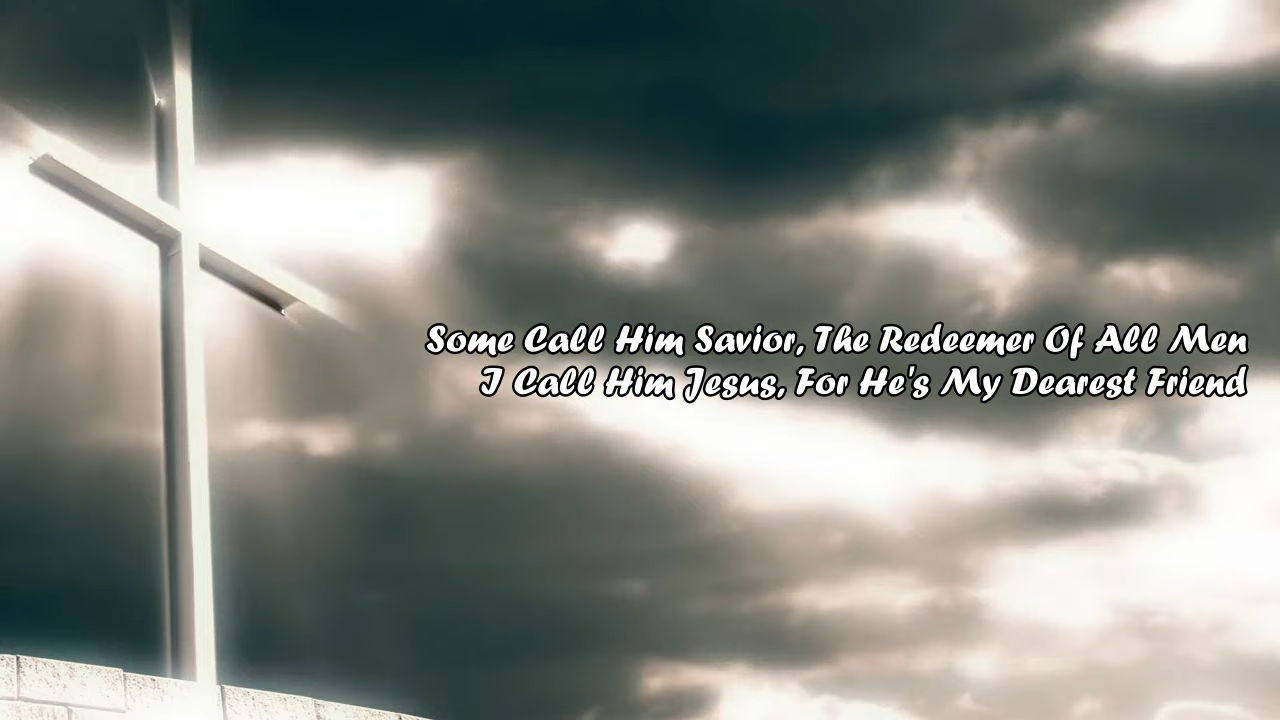 Some Call Him Savior, The Redeemer Of All Men
I Call Him Jesus, For He's My Dearest Friend